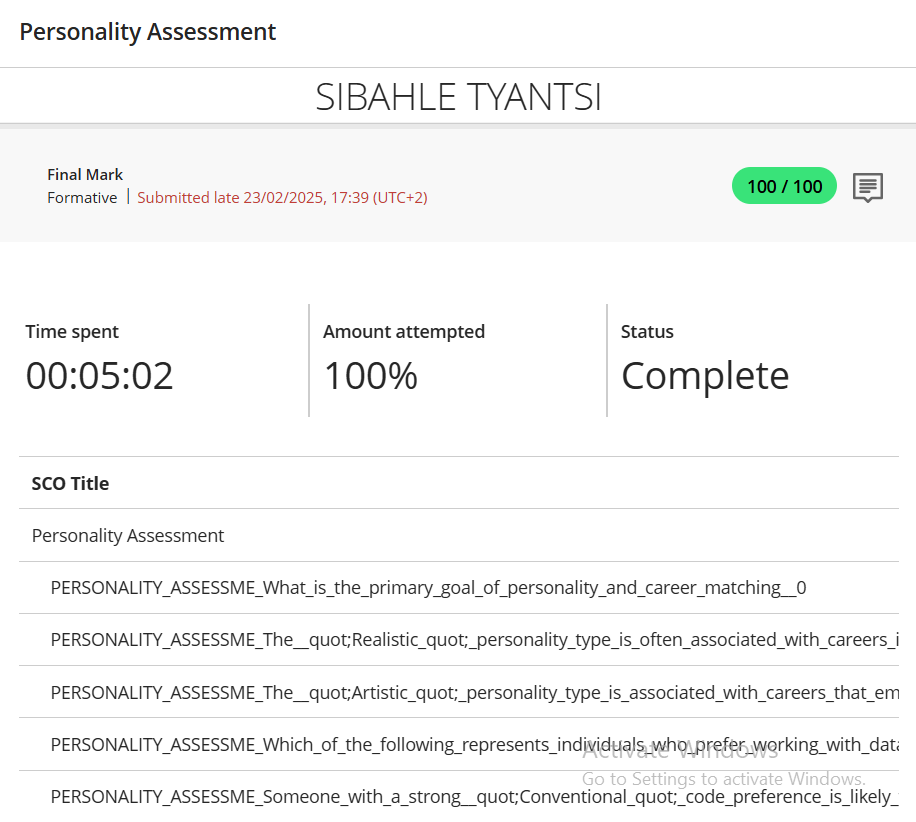 Personality Assessment
SIBAHLE TYANTSI
Final Mark
Formative | Submitted late 23/02/2025, 17:39 (UTC+2)
100 / 100
Time spent
00:05:02
Amount attempted
100%
Status
Complete
SCO Title
Personality Assessment
PERSONALITY_ASSESSME_What_is_the_primary_goal_of_personality_and_career_matching__0
PERSONALITY_ASSESSME_The__quot;Realistic_quot;_personality_type_is_often_associated_with_careers_i
PERSONALITY_ASSESSME_The__quot;Artistic_quot;_personality_type_is_associated_with_careers_that_em
PERSONALITY_ASSESSME_Which_of_the_following_represents_individuals_who_prefer_working_with_data
Activate Windows
Go to Settings to activate Windows.
PERSONALITY_ASSESSME_Someone_with_a_strong__quot;Conventional_quot;_code_preference_is_likely_